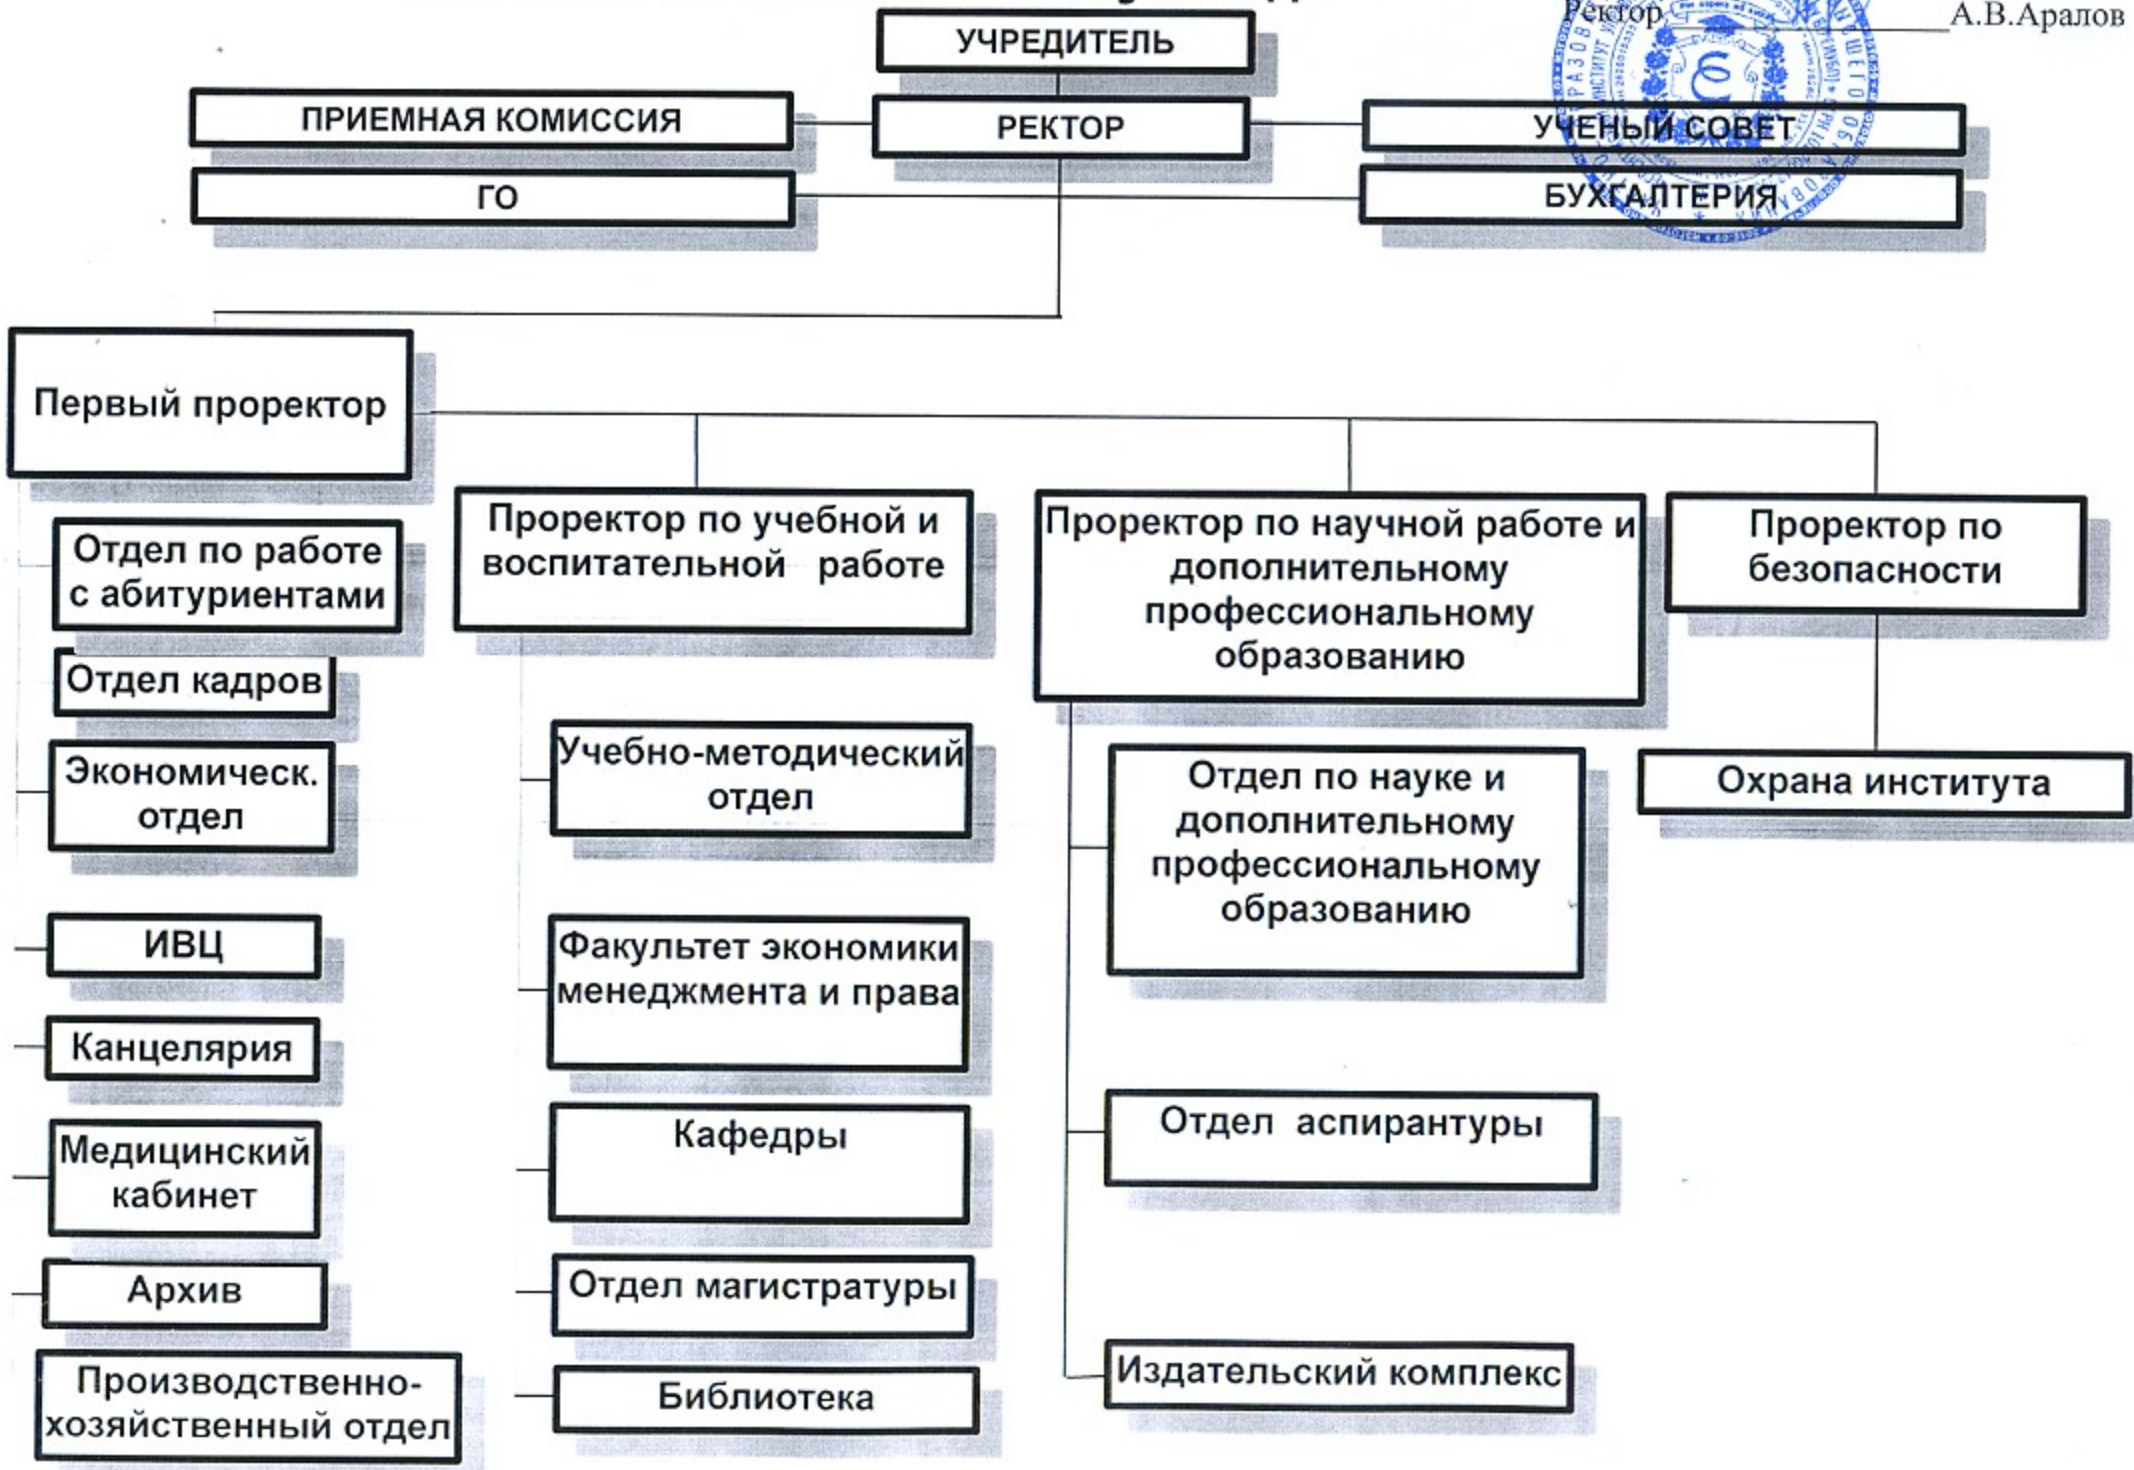 Ректор
А.В.Аралов
УЧРЕДИТЕЛЬ
ПРИЕМНАЯ КОМИССИЯ
РЕКТОР
УЧЕНЫЙ СОВЕТ
ГО
БУХГАЛТЕРИЯ
Первый проректор
Отдел по работе
с абитуриентами
Отдел кадров
Экономическ.
отдел
ИВЦ
Канцелярия
Медицинский
кабинет
Архив
Производственно-
хозяйственный отдел
Проректор по учебной и
воспитательной работе
Учебно-методический
отдел
Факультет экономики
менеджмента и права
Кафедры
Отдел магистратуры
Библиотека
Проректор по научной работе и
дополнительному
профессиональному
образованию
Отдел по науке и
дополнительному
профессиональному
образованию
Отдел аспирантуры
Издательский комплекс
Проректор по
безопасности
Охрана института